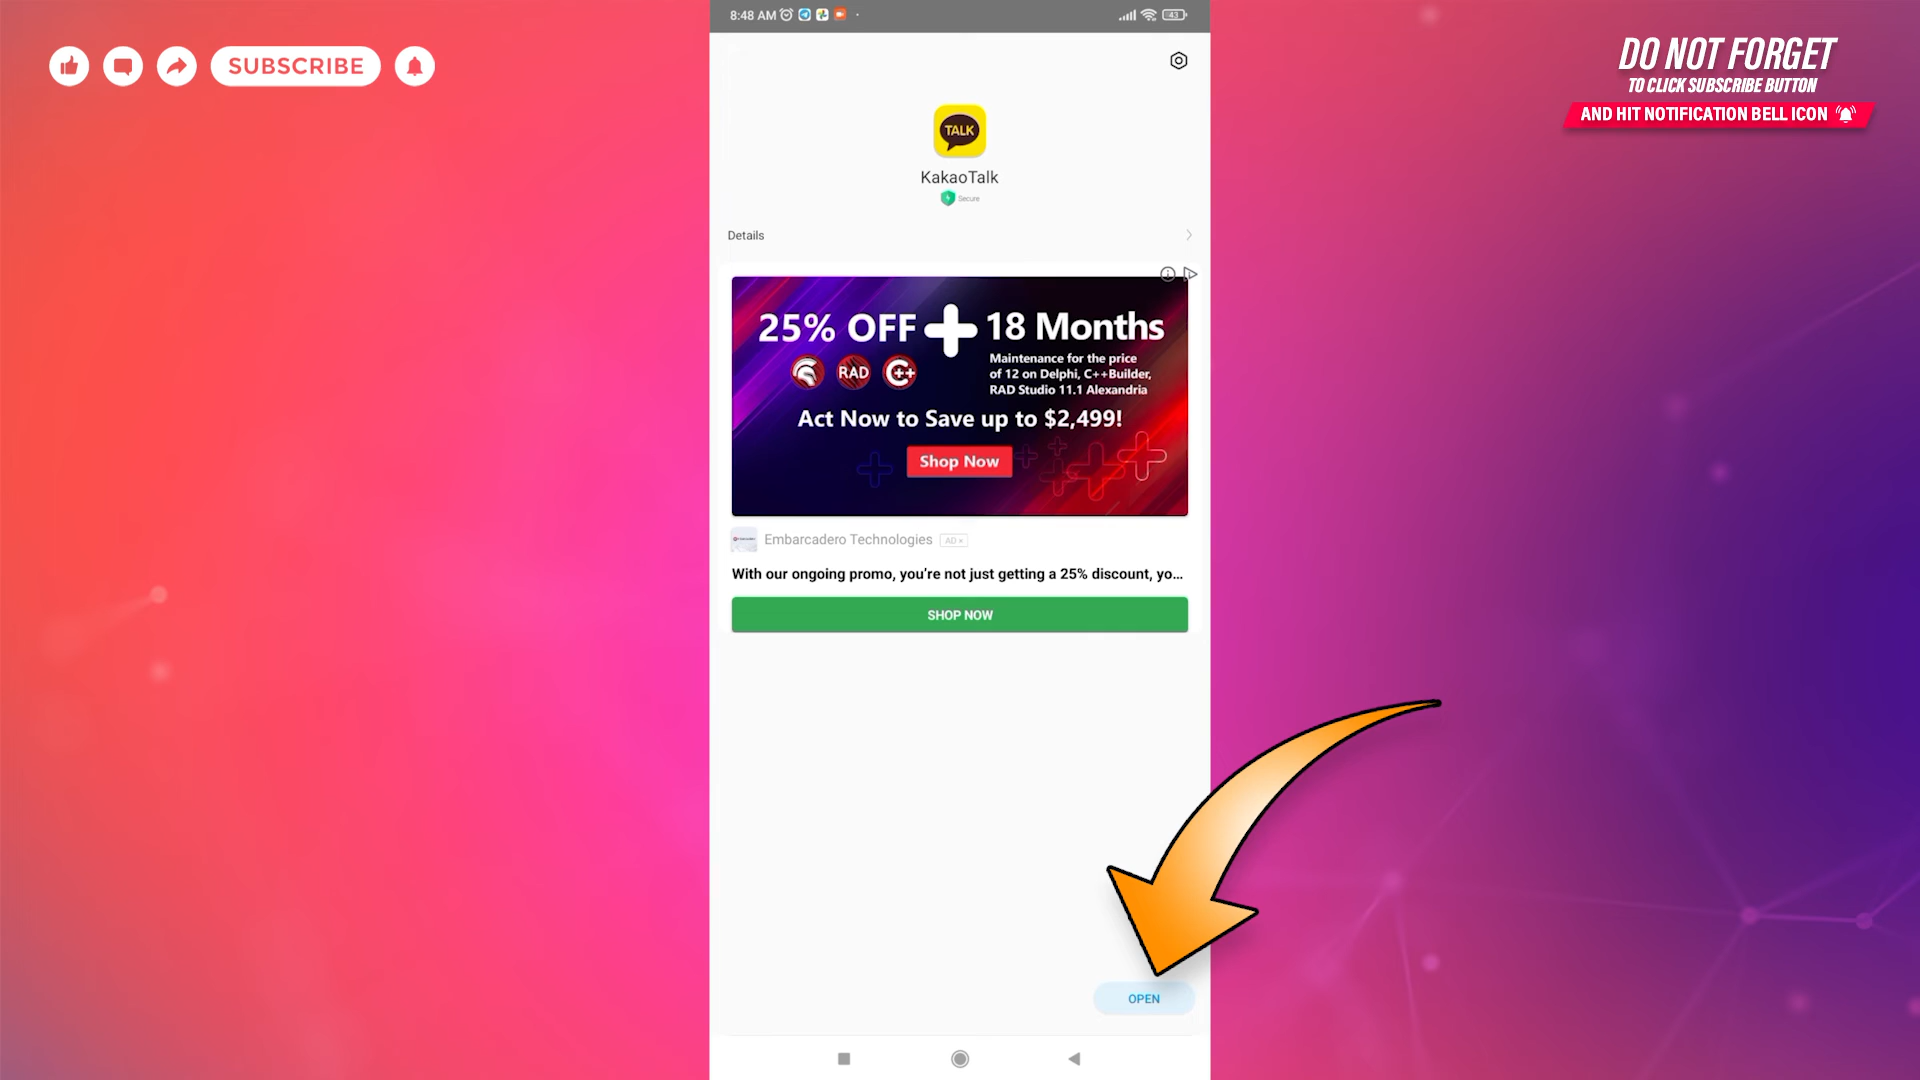 8:48 AM
43
SUBSCRIBE
DO NOT FORGET
TO CLICK SUBSCRIBE BUTTON
AND HIT NOTIFICATION BELL ICON
TALK
KakaoTalk
Secure
Details
25% OFF + 18 Months
Maintenance for the price
of 12 on Delphi, C++Builder,
RAD Studio 11.1 Alexandria
RAD C++
Act Now to Save up to $2,499!
Shop Now
Embarcadero Technologies AD ×
With our ongoing promo, you're not just getting a 25% discount, yo...
SHOP NOW
OPEN